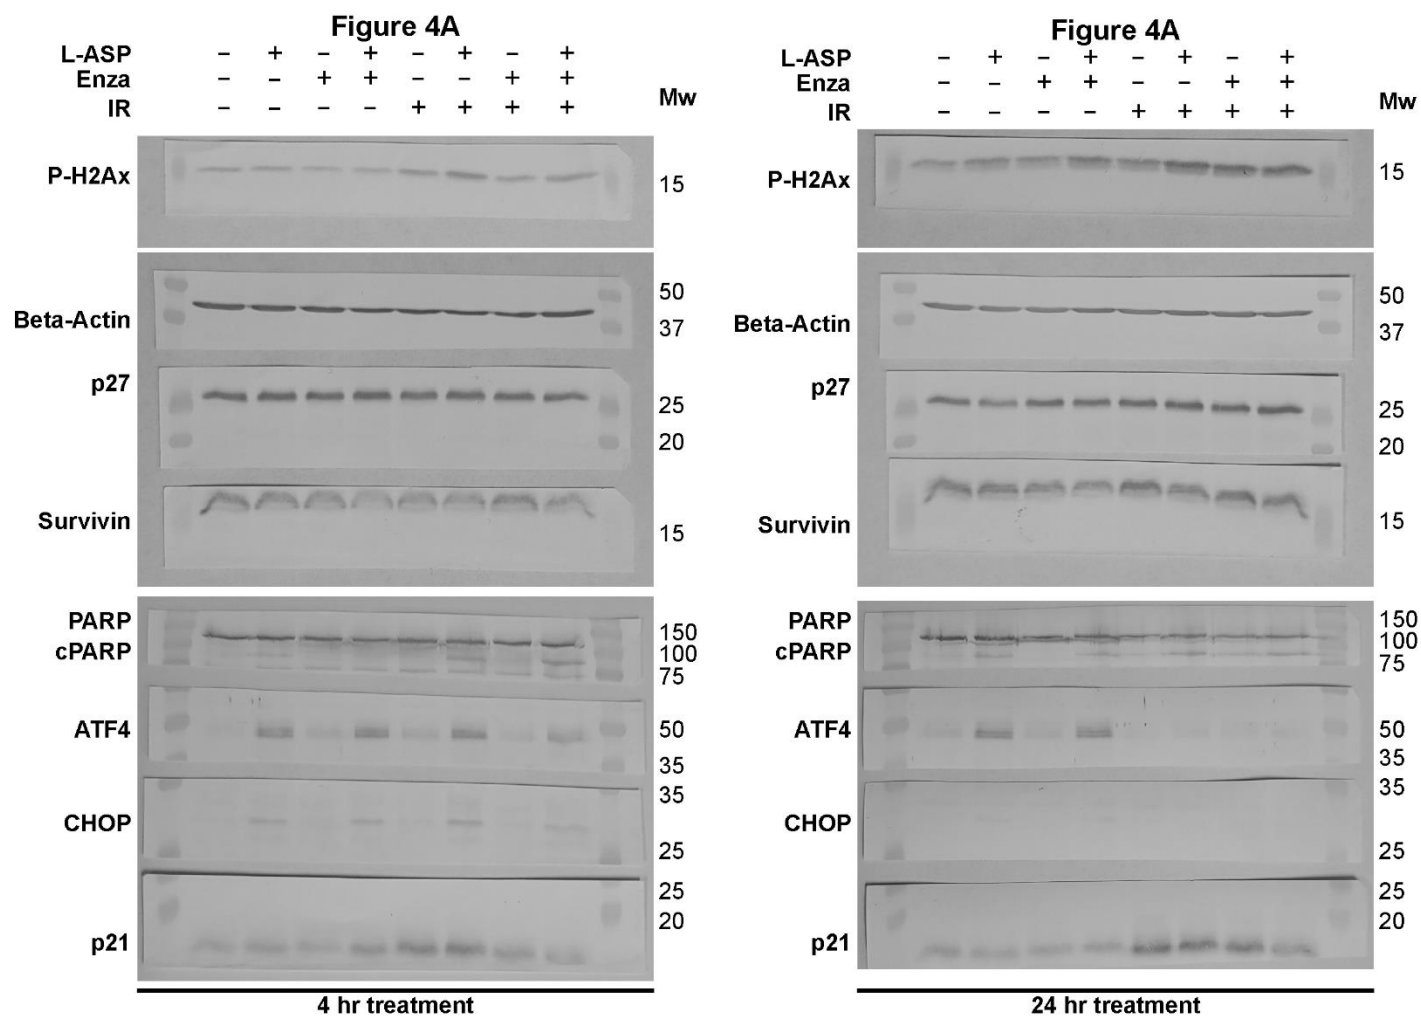 Figure 4A
L-ASP − + − + − + − +
Enza − − + + − − + +
IR − − − − + + + +
Mw
P-H2Ax
15
Beta-Actin
50
37
p27
25
20
Survivin
15
PARP
cPARP
150
100
75
ATF4
50
35
CHOP
35
25
p21
25
20
4 hr treatment
Figure 4A
L-ASP − + − + − + − +
Enza − − + + − − + +
IR − − − − + + + +
Mw
P-H2Ax
15
Beta-Actin
50
37
p27
25
20
Survivin
15
PARP
cPARP
150
100
75
ATF4
50
35
CHOP
35
25
p21
25
20
24 hr treatment